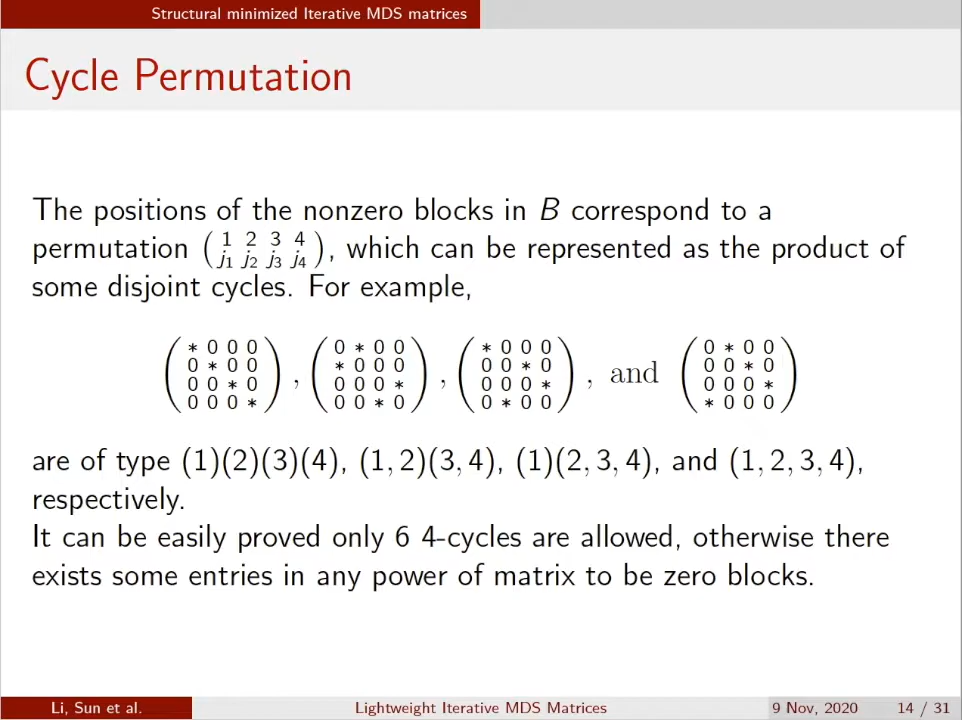 Structural minimized Iterative MDS matrices
Cycle Permutation
The positions of the nonzero blocks in B correspond to a
permutation ( 1 2 3 4 / j₁ j₂ j₃ j₄ ), which can be represented as the product of
some disjoint cycles. For example,
( * 0 0 0 / 0 * 0 0 / 0 0 * 0 / 0 0 0 * ), ( 0 * 0 0 / * 0 0 0 / 0 0 0 * / 0 0 * 0 ), ( * 0 0 0 / 0 0 * 0 / 0 0 0 * / 0 * 0 0 ), and ( 0 * 0 0 / 0 0 * 0 / 0 0 0 * / * 0 0 0 )
are of type (1)(2)(3)(4), (1, 2)(3, 4), (1)(2, 3, 4), and (1, 2, 3, 4),
respectively.
It can be easily proved only 6 4-cycles are allowed, otherwise there
exists some entries in any power of matrix to be zero blocks.
Li, Sun et al. Lightweight Iterative MDS Matrices 9 Nov, 2020 14 / 31